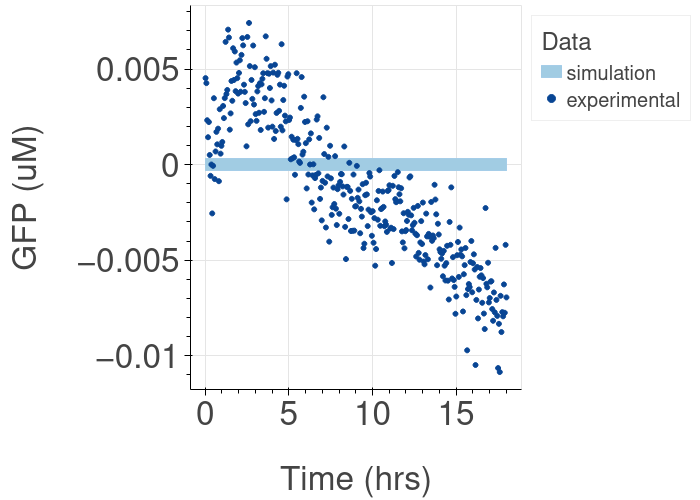 Data
simulation
experimental
GFP (uM)
0.005
0
−0.005
−0.01
0 5 10 15
Time (hrs)